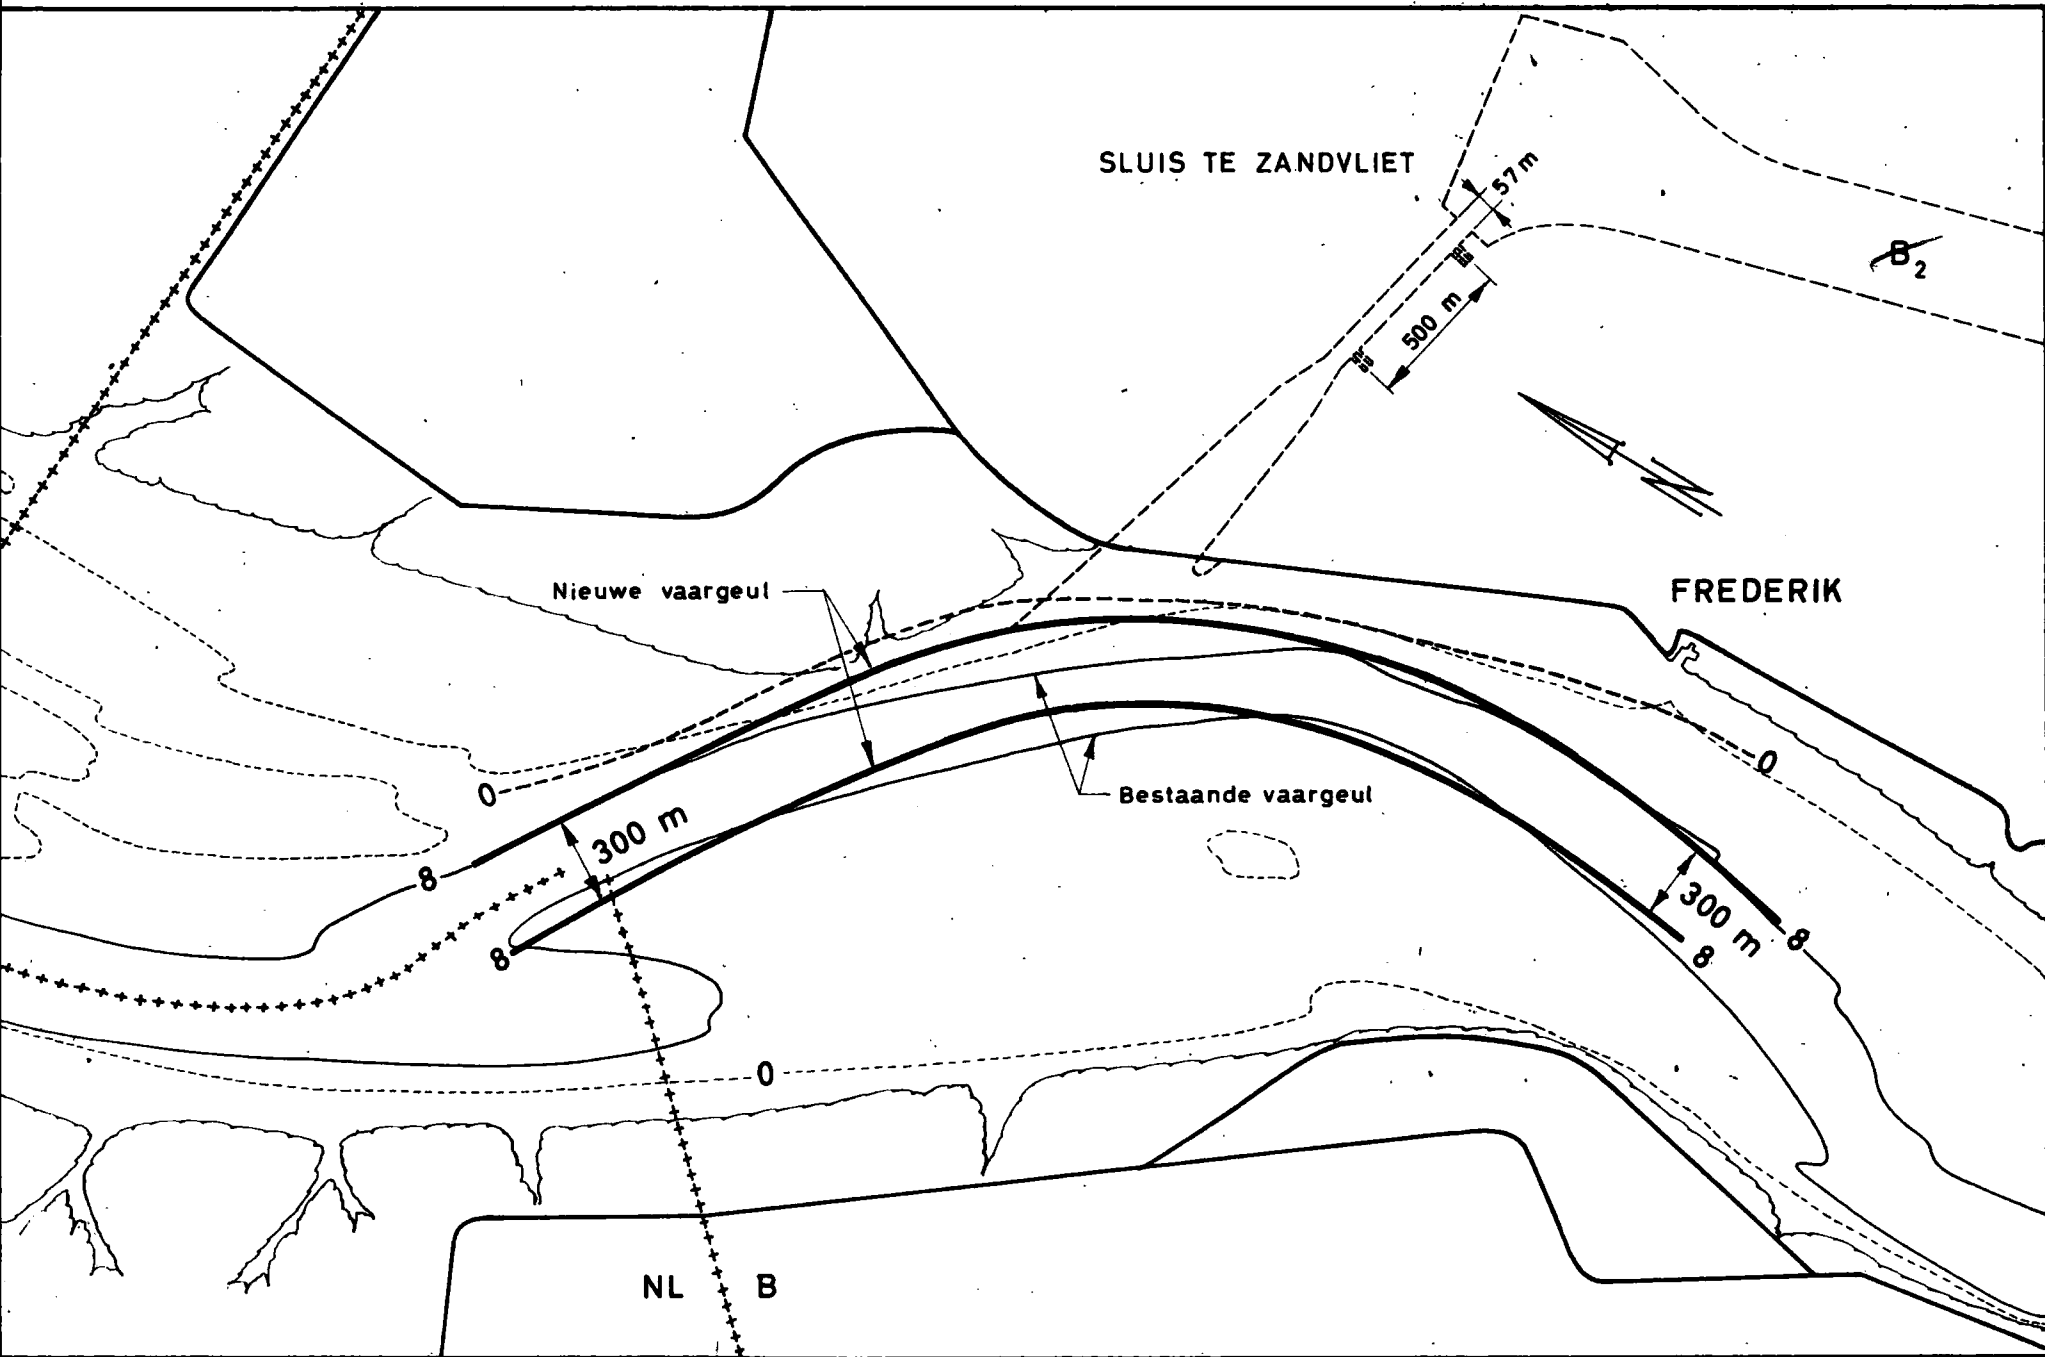 SLUIS TE ZANDVLIET
57 m
B2
500 m
N
Nieuwe vaargeul
FREDERIK
0
0
Bestaande vaargeul
300 m
8
300 m
8
8
8
0
NL
B